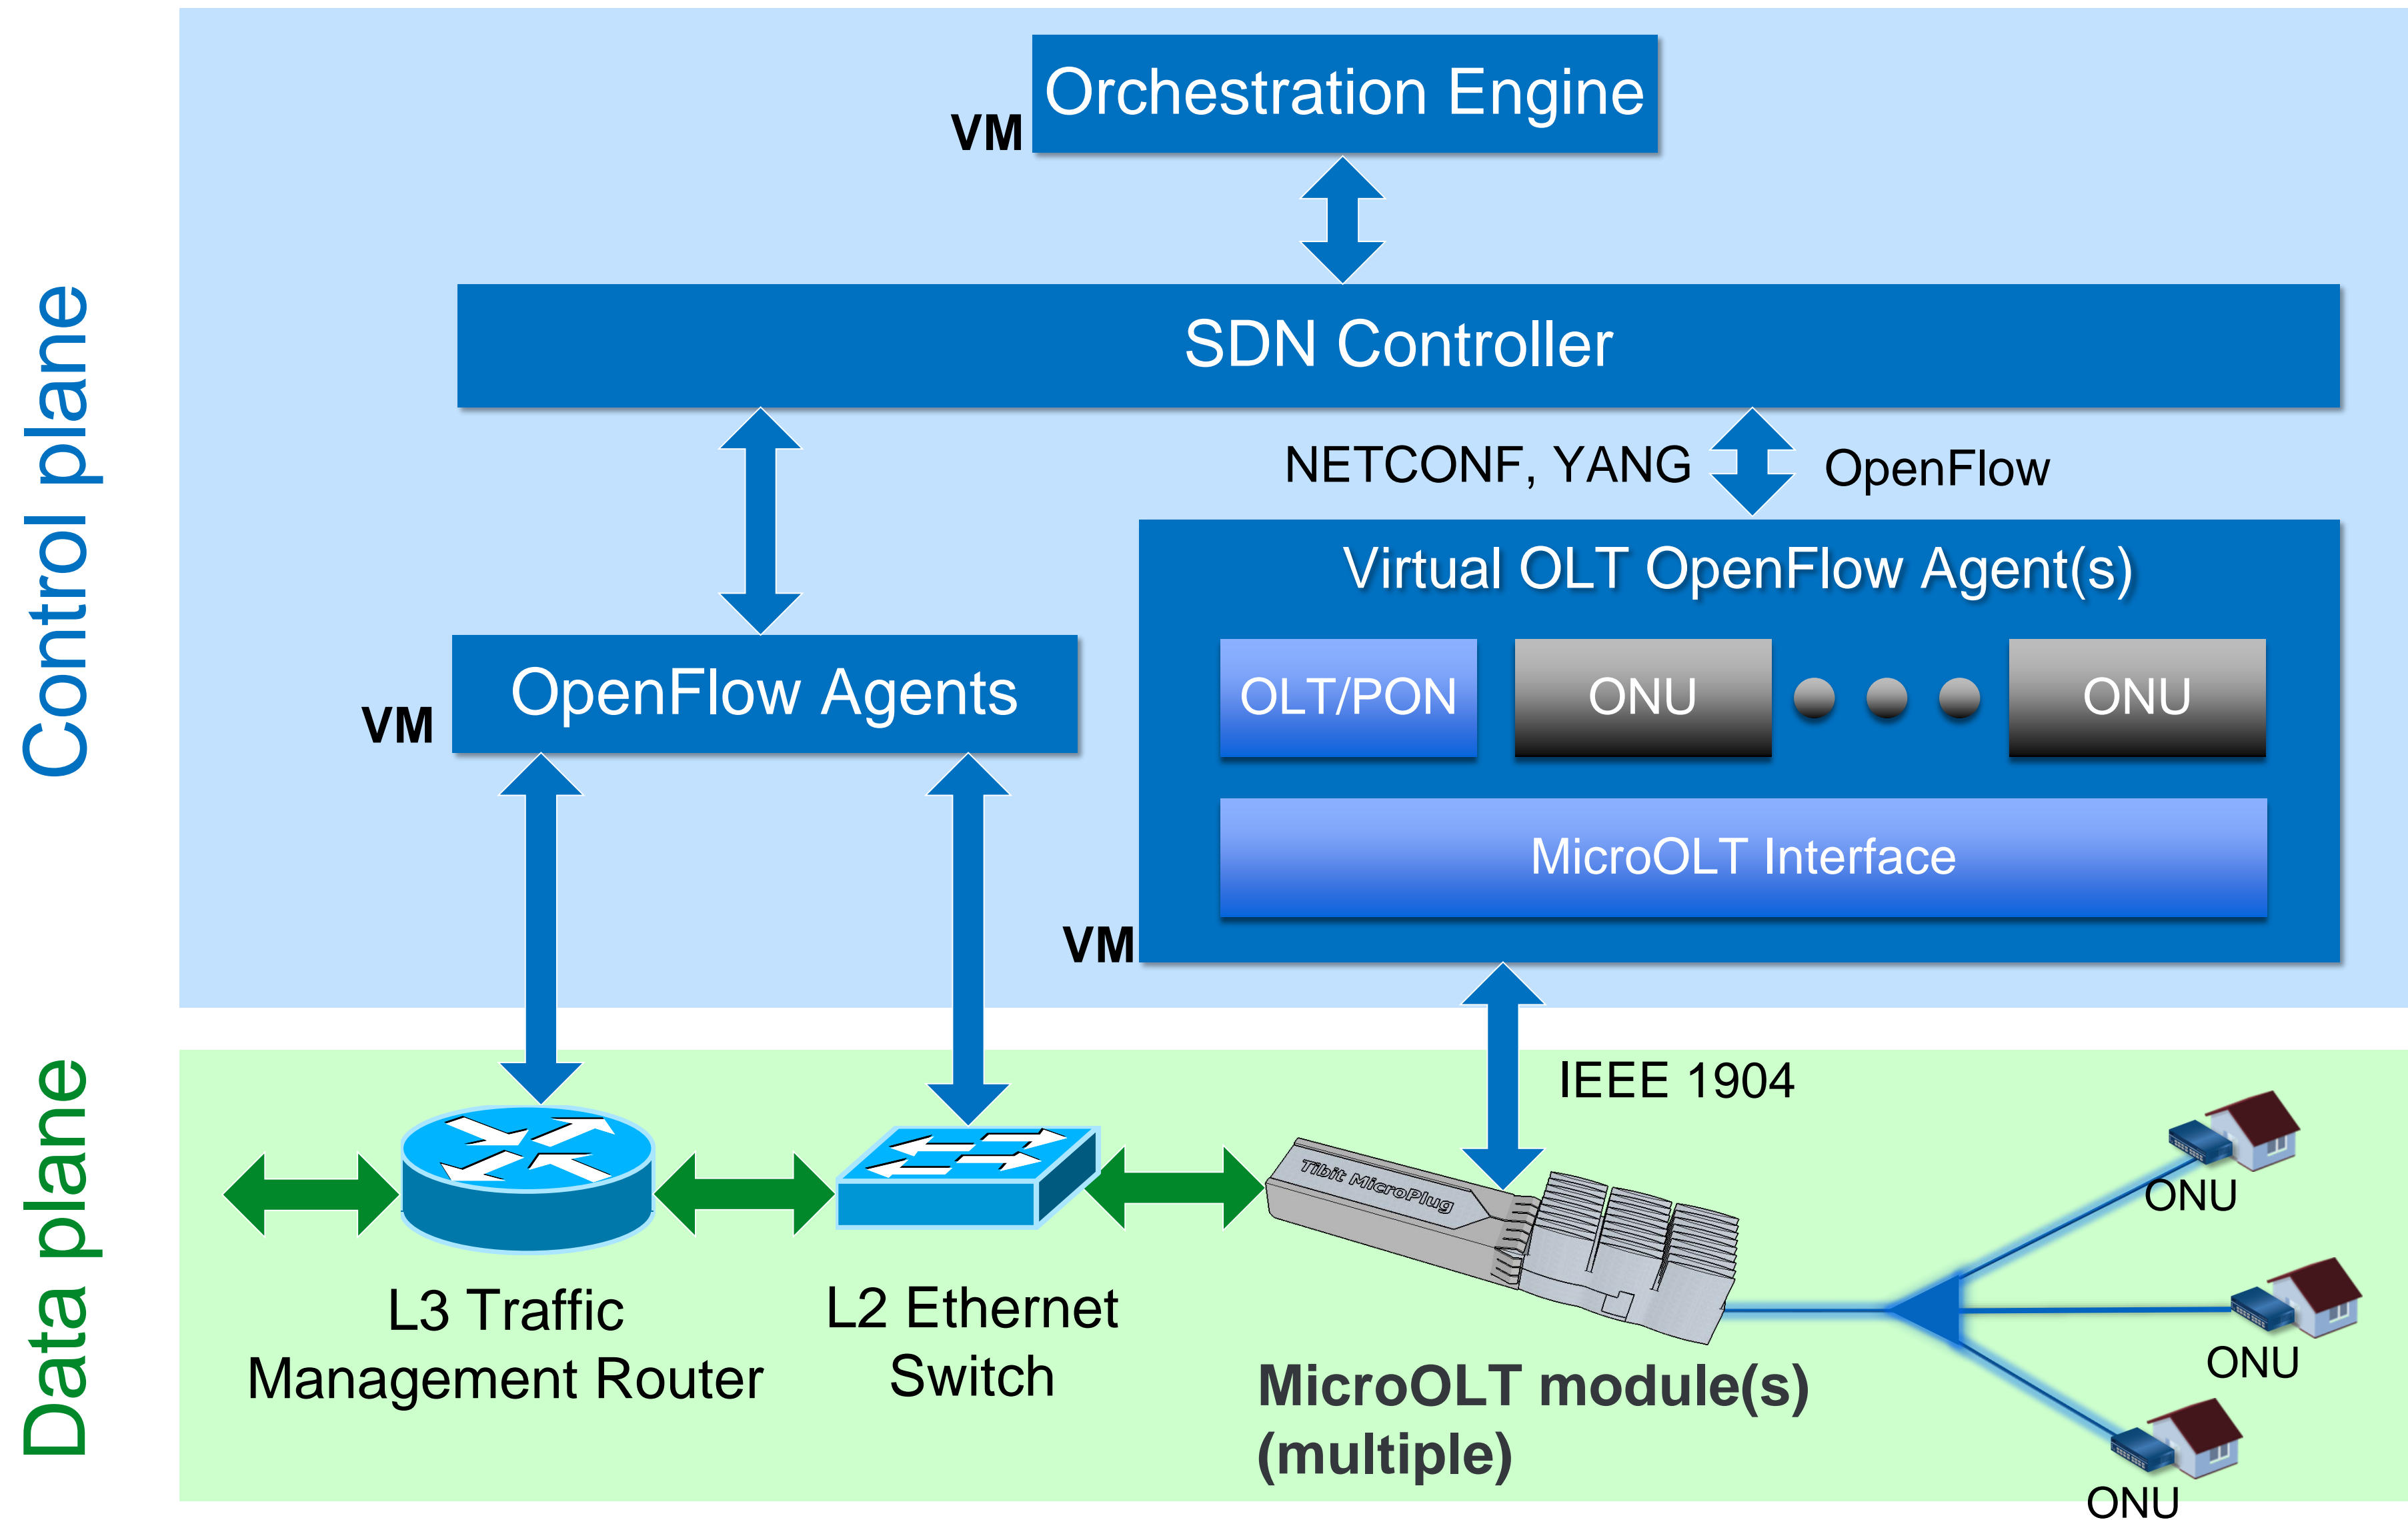 Control plane
Orchestration Engine
VM
SDN Controller
NETCONF, YANG
OpenFlow
Virtual OLT OpenFlow Agent(s)
OpenFlow Agents
VM
OLT/PON
ONU
ONU
MicroOLT Interface
VM
Data plane
IEEE 1904
Tibit MicroPlug
L3 Traffic
Management Router
L2 Ethernet
Switch
MicroOLT module(s)
(multiple)
ONU
ONU
ONU